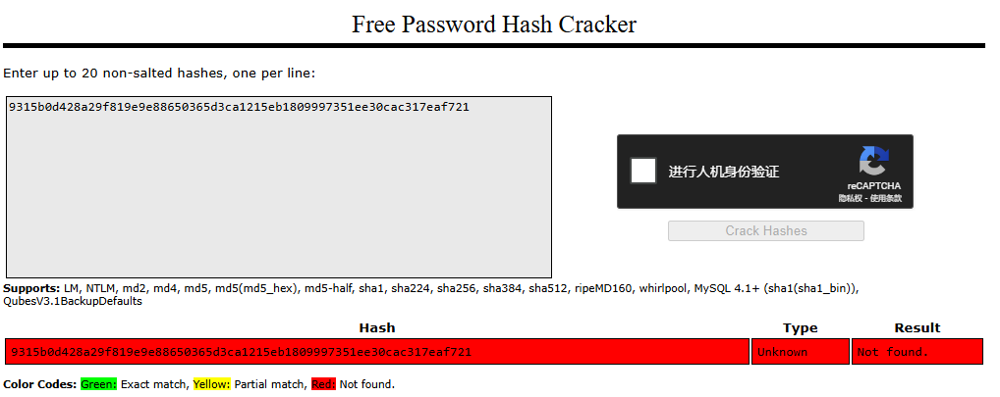 Free Password Hash Cracker
Enter up to 20 non-salted hashes, one per line:
9315b0d428a29f819e9e88650365d3ca1215eb1809997351ee30cac317eaf721
进行人机身份验证
reCAPTCHA
隐私权 - 使用条款
Crack Hashes
Supports: LM, NTLM, md2, md4, md5, md5(md5_hex), md5-half, sha1, sha224, sha256, sha384, sha512, ripeMD160, whirlpool, MySQL 4.1+ (sha1(sha1_bin)),
QubesV3.1BackupDefaults
Hash Type Result
9315b0d428a29f819e9e88650365d3ca1215eb1809997351ee30cac317eaf721 Unknown Not found.
Color Codes: Green: Exact match, Yellow: Partial match, Red: Not found.